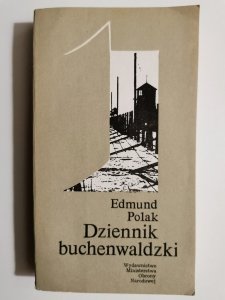 Edmund
Polak
Dziennik
buchenwaldzki
Wydawnictwo
Ministerstwa
Obrony
Narodowej